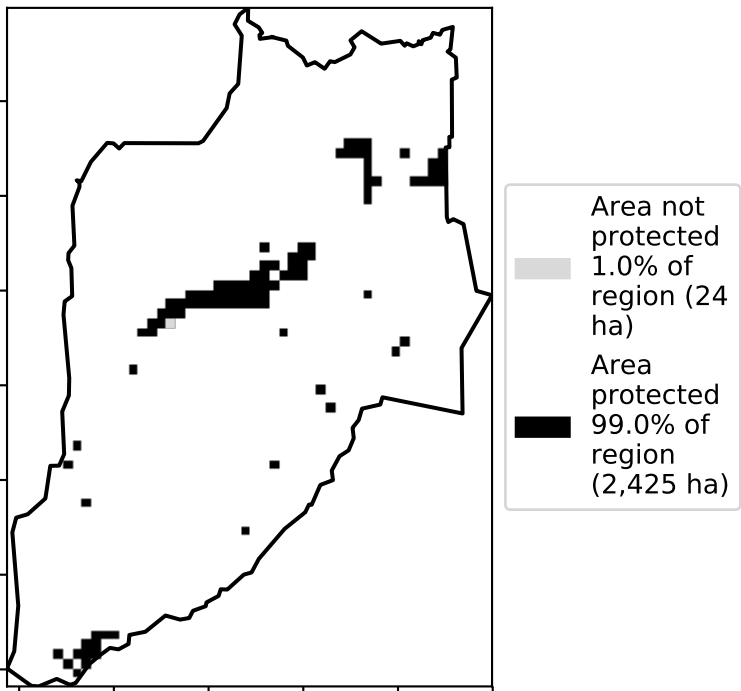 Area not
protected
1.0% of
region (24
ha)
Area
protected
99.0% of
region
(2,425 ha)